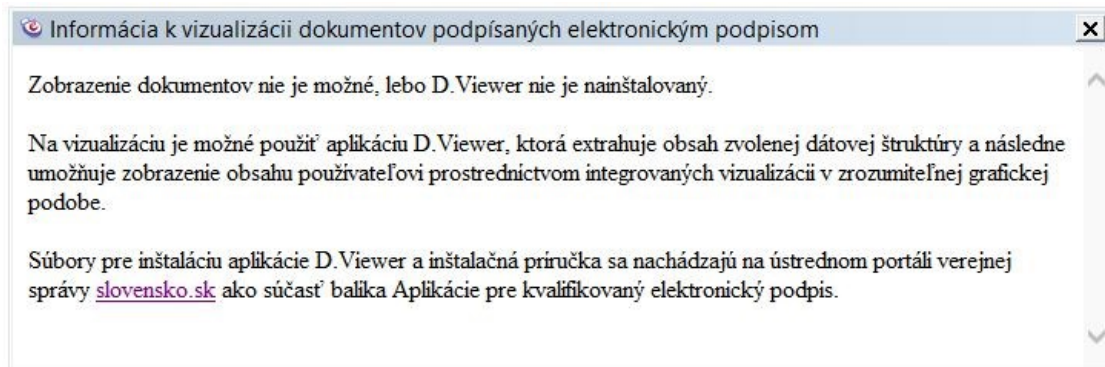 Informácia k vizualizácii dokumentov podpísaných elektronickým podpisom
Zobrazenie dokumentov nie je možné, lebo D.Viewer nie je nainštalovaný.
Na vizualizáciu je možné použiť aplikáciu D.Viewer, ktorá extrahuje obsah zvolenej dátovej štruktúry a následne
umožňuje zobrazenie obsahu používateľovi prostredníctvom integrovaných vizualizácii v zrozumiteľnej grafickej
podobe.
Súbory pre inštaláciu aplikácie D.Viewer a inštalačná príručka sa nachádzajú na ústrednom portáli verejnej
správy slovensko.sk ako súčasť balíka Aplikácie pre kvalifikovaný elektronický podpis.